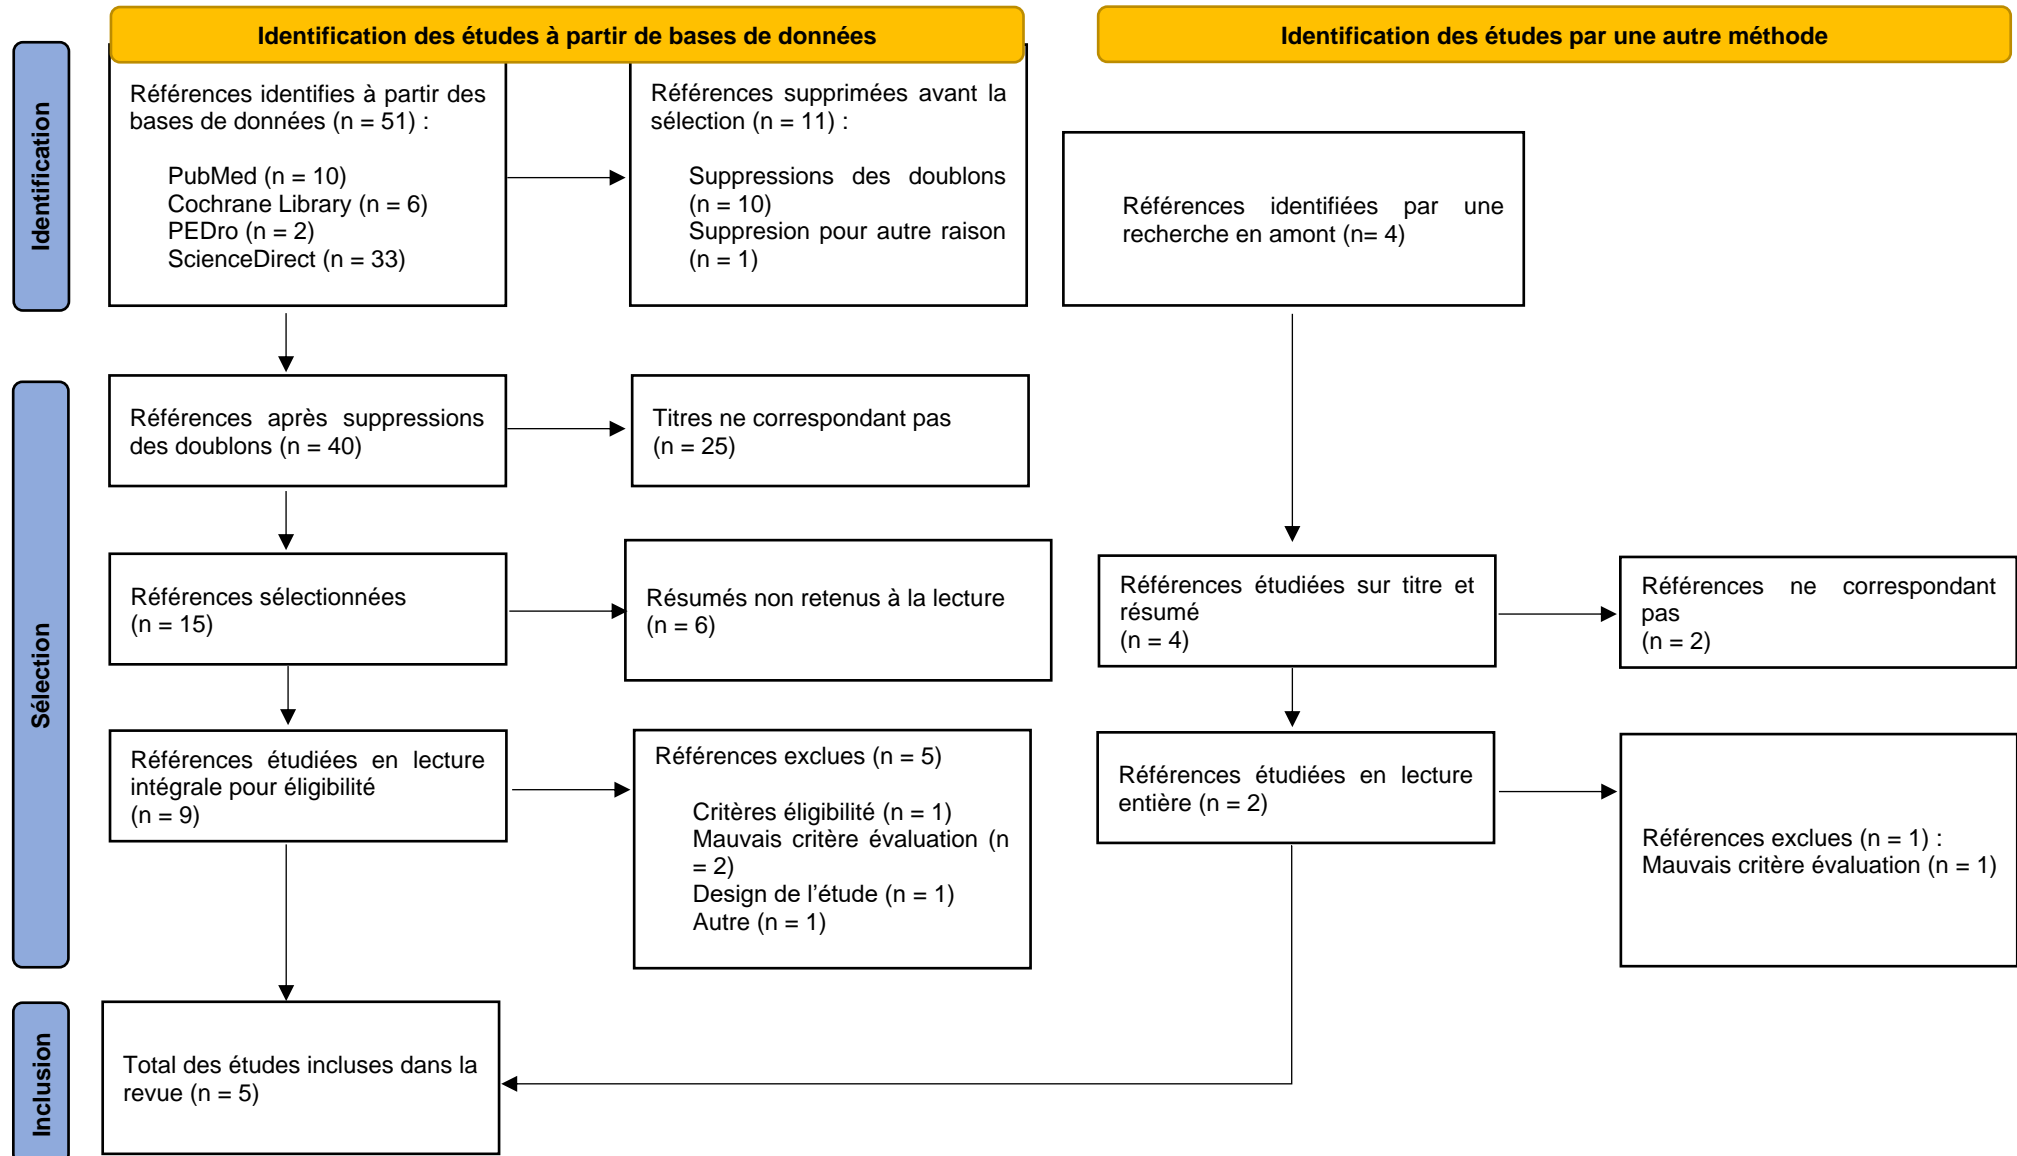 Identification des études à partir de bases de données
Identification des études par une autre méthode
Identification
Références identifies à partir des
bases de données (n = 51) :
PubMed (n = 10)
Cochrane Library (n = 6)
PEDro (n = 2)
ScienceDirect (n = 33)
Références supprimées avant la
sélection (n = 11) :
Suppressions des doublons
(n = 10)
Suppresion pour autre raison
(n = 1)
Références identifiées par une
recherche en amont (n= 4)
Sélection
Références après suppressions
des doublons (n = 40)
Titres ne correspondant pas
(n = 25)
Références sélectionnées
(n = 15)
Résumés non retenus à la lecture
(n = 6)
Références étudiées sur titre et
résumé
(n = 4)
Références ne correspondant
pas
(n = 2)
Références étudiées en lecture
intégrale pour éligibilité
(n = 9)
Références exclues (n = 5)
Critères éligibilité (n = 1)
Mauvais critère évaluation (n
= 2)
Design de l’étude (n = 1)
Autre (n = 1)
Références étudiées en lecture
entière (n = 2)
Références exclues (n = 1) :
Mauvais critère évaluation (n = 1)
Inclusion
Total des études incluses dans la
revue (n = 5)